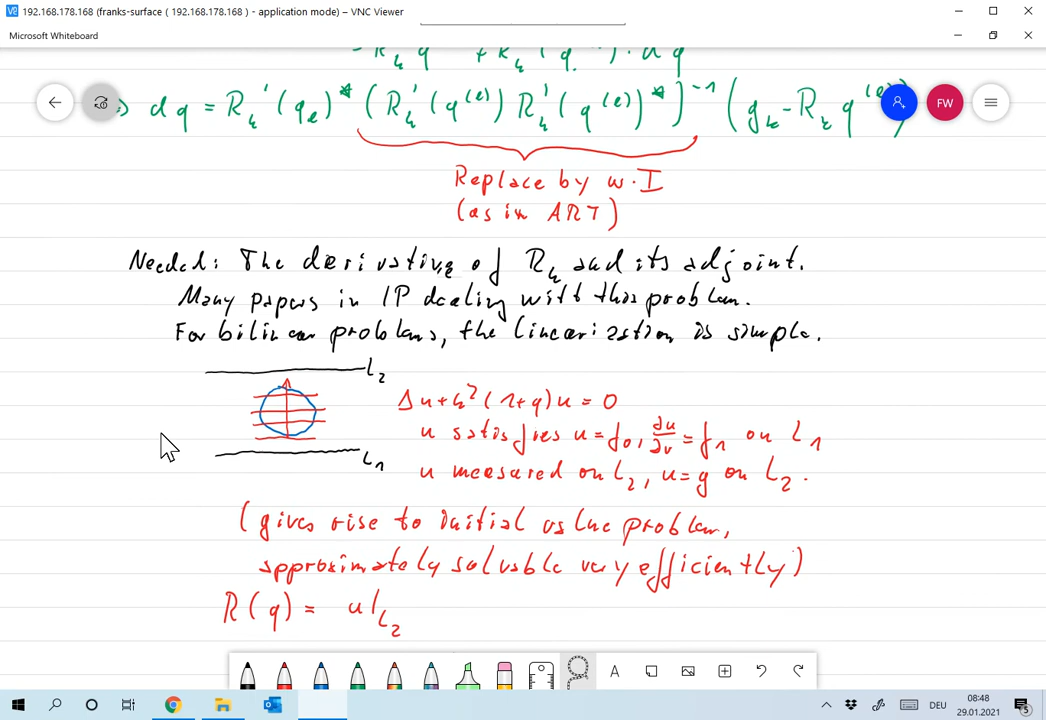 192.168.178.168 (franks-surface ( 192.168.178.168 ) - application mode) – VNC Viewer
Microsoft Whiteboard
dq = R_k'(q_e)* (R_k'(q^(e)) R_k'(q^(e))*)^-1 (g_k - R_k q^(e))
FW
Replace by w·I
(as in ART)
Needed: The derivative of R_k and its adjoint.
Many papers in IP dealing with this problem.
For bilinear problems, the linearization is simple.
L_2
Δu+k²(1+q)u = 0
u satisfies u=f_0, ∂u/∂ν = f_1 on L_1
L_1
u measured on L_2, u=g on L_2.
(gives rise to initial value problem,
approximately solvable very efficiently)
R(q) = u|_L_2
A
DEU
08:48
29.01.2021
5